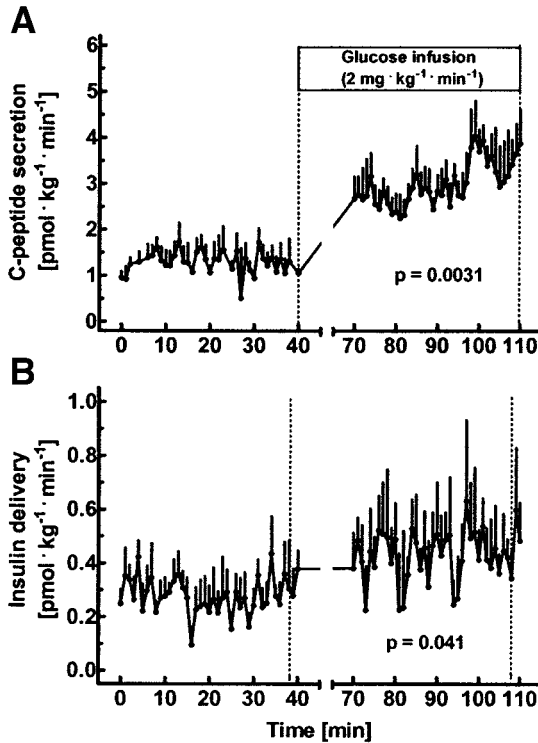 A
C-peptide secretion
[pmol · kg⁻¹ · min⁻¹]
6
5
4
3
2
1
0
Glucose infusion
(2 mg · kg⁻¹ · min⁻¹)
p = 0.0031
0 10 20 30 40 70 80 90 100 110
B
Insulin delivery
[pmol · kg⁻¹ · min⁻¹]
1.0
0.8
0.6
0.4
0.2
0.0
p = 0.041
0 10 20 30 40 70 80 90 100 110
Time [min]